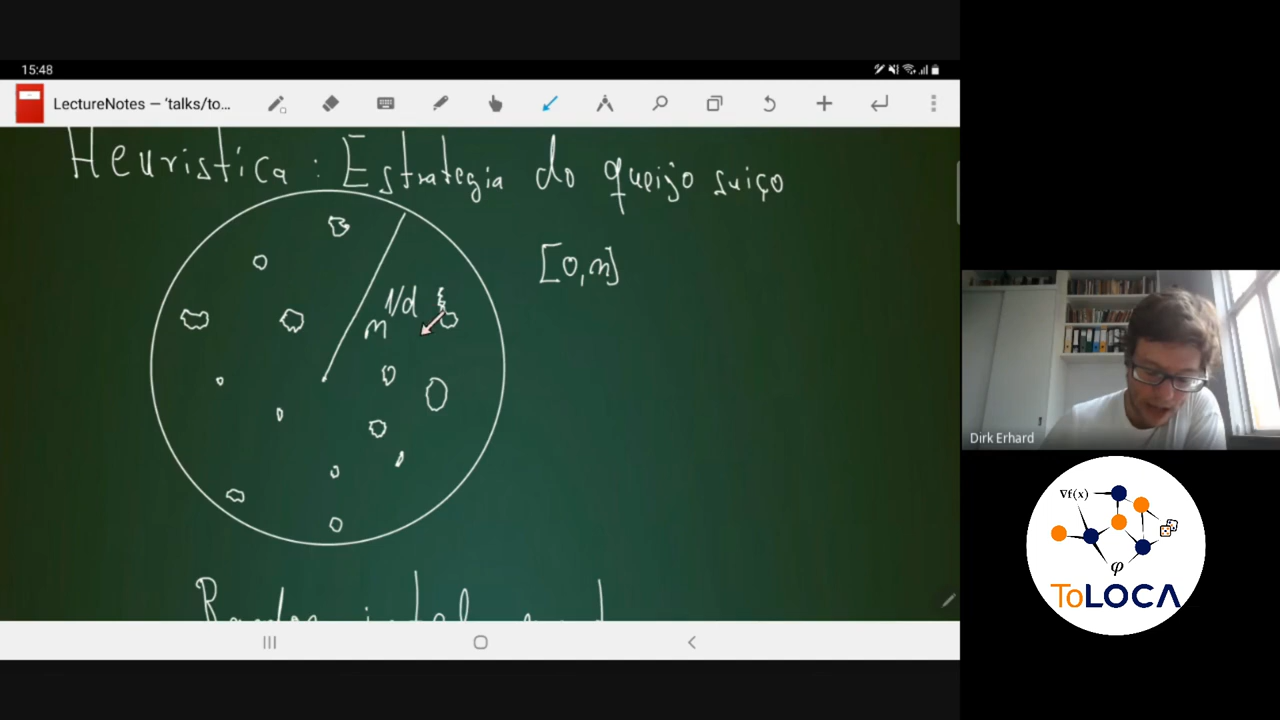 15:48
LectureNotes — 'talks/to...
Heuristica : Estrategia do queijo suiço
[0,n]
n^1/d
Dirk Erhard
∇f(x)
φ
ToLOCA